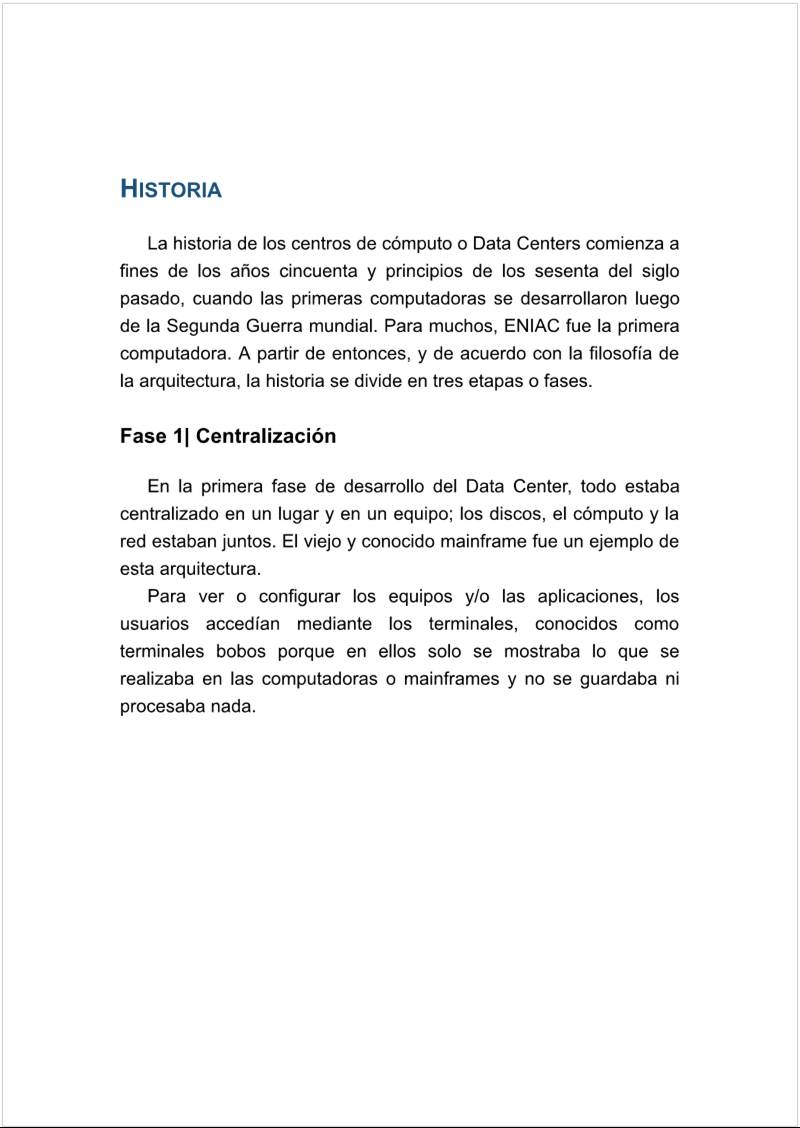 HISTORIA
La historia de los centros de cómputo o Data Centers comienza a
fines de los años cincuenta y principios de los sesenta del siglo
pasado, cuando las primeras computadoras se desarrollaron luego
de la Segunda Guerra mundial. Para muchos, ENIAC fue la primera
computadora. A partir de entonces, y de acuerdo con la filosofía de
la arquitectura, la historia se divide en tres etapas o fases.
Fase 1| Centralización
En la primera fase de desarrollo del Data Center, todo estaba
centralizado en un lugar y en un equipo; los discos, el cómputo y la
red estaban juntos. El viejo y conocido mainframe fue un ejemplo de
esta arquitectura.
Para ver o configurar los equipos y/o las aplicaciones, los
usuarios accedían mediante los terminales, conocidos como
terminales bobos porque en ellos solo se mostraba lo que se
realizaba en las computadoras o mainframes y no se guardaba ni
procesaba nada.